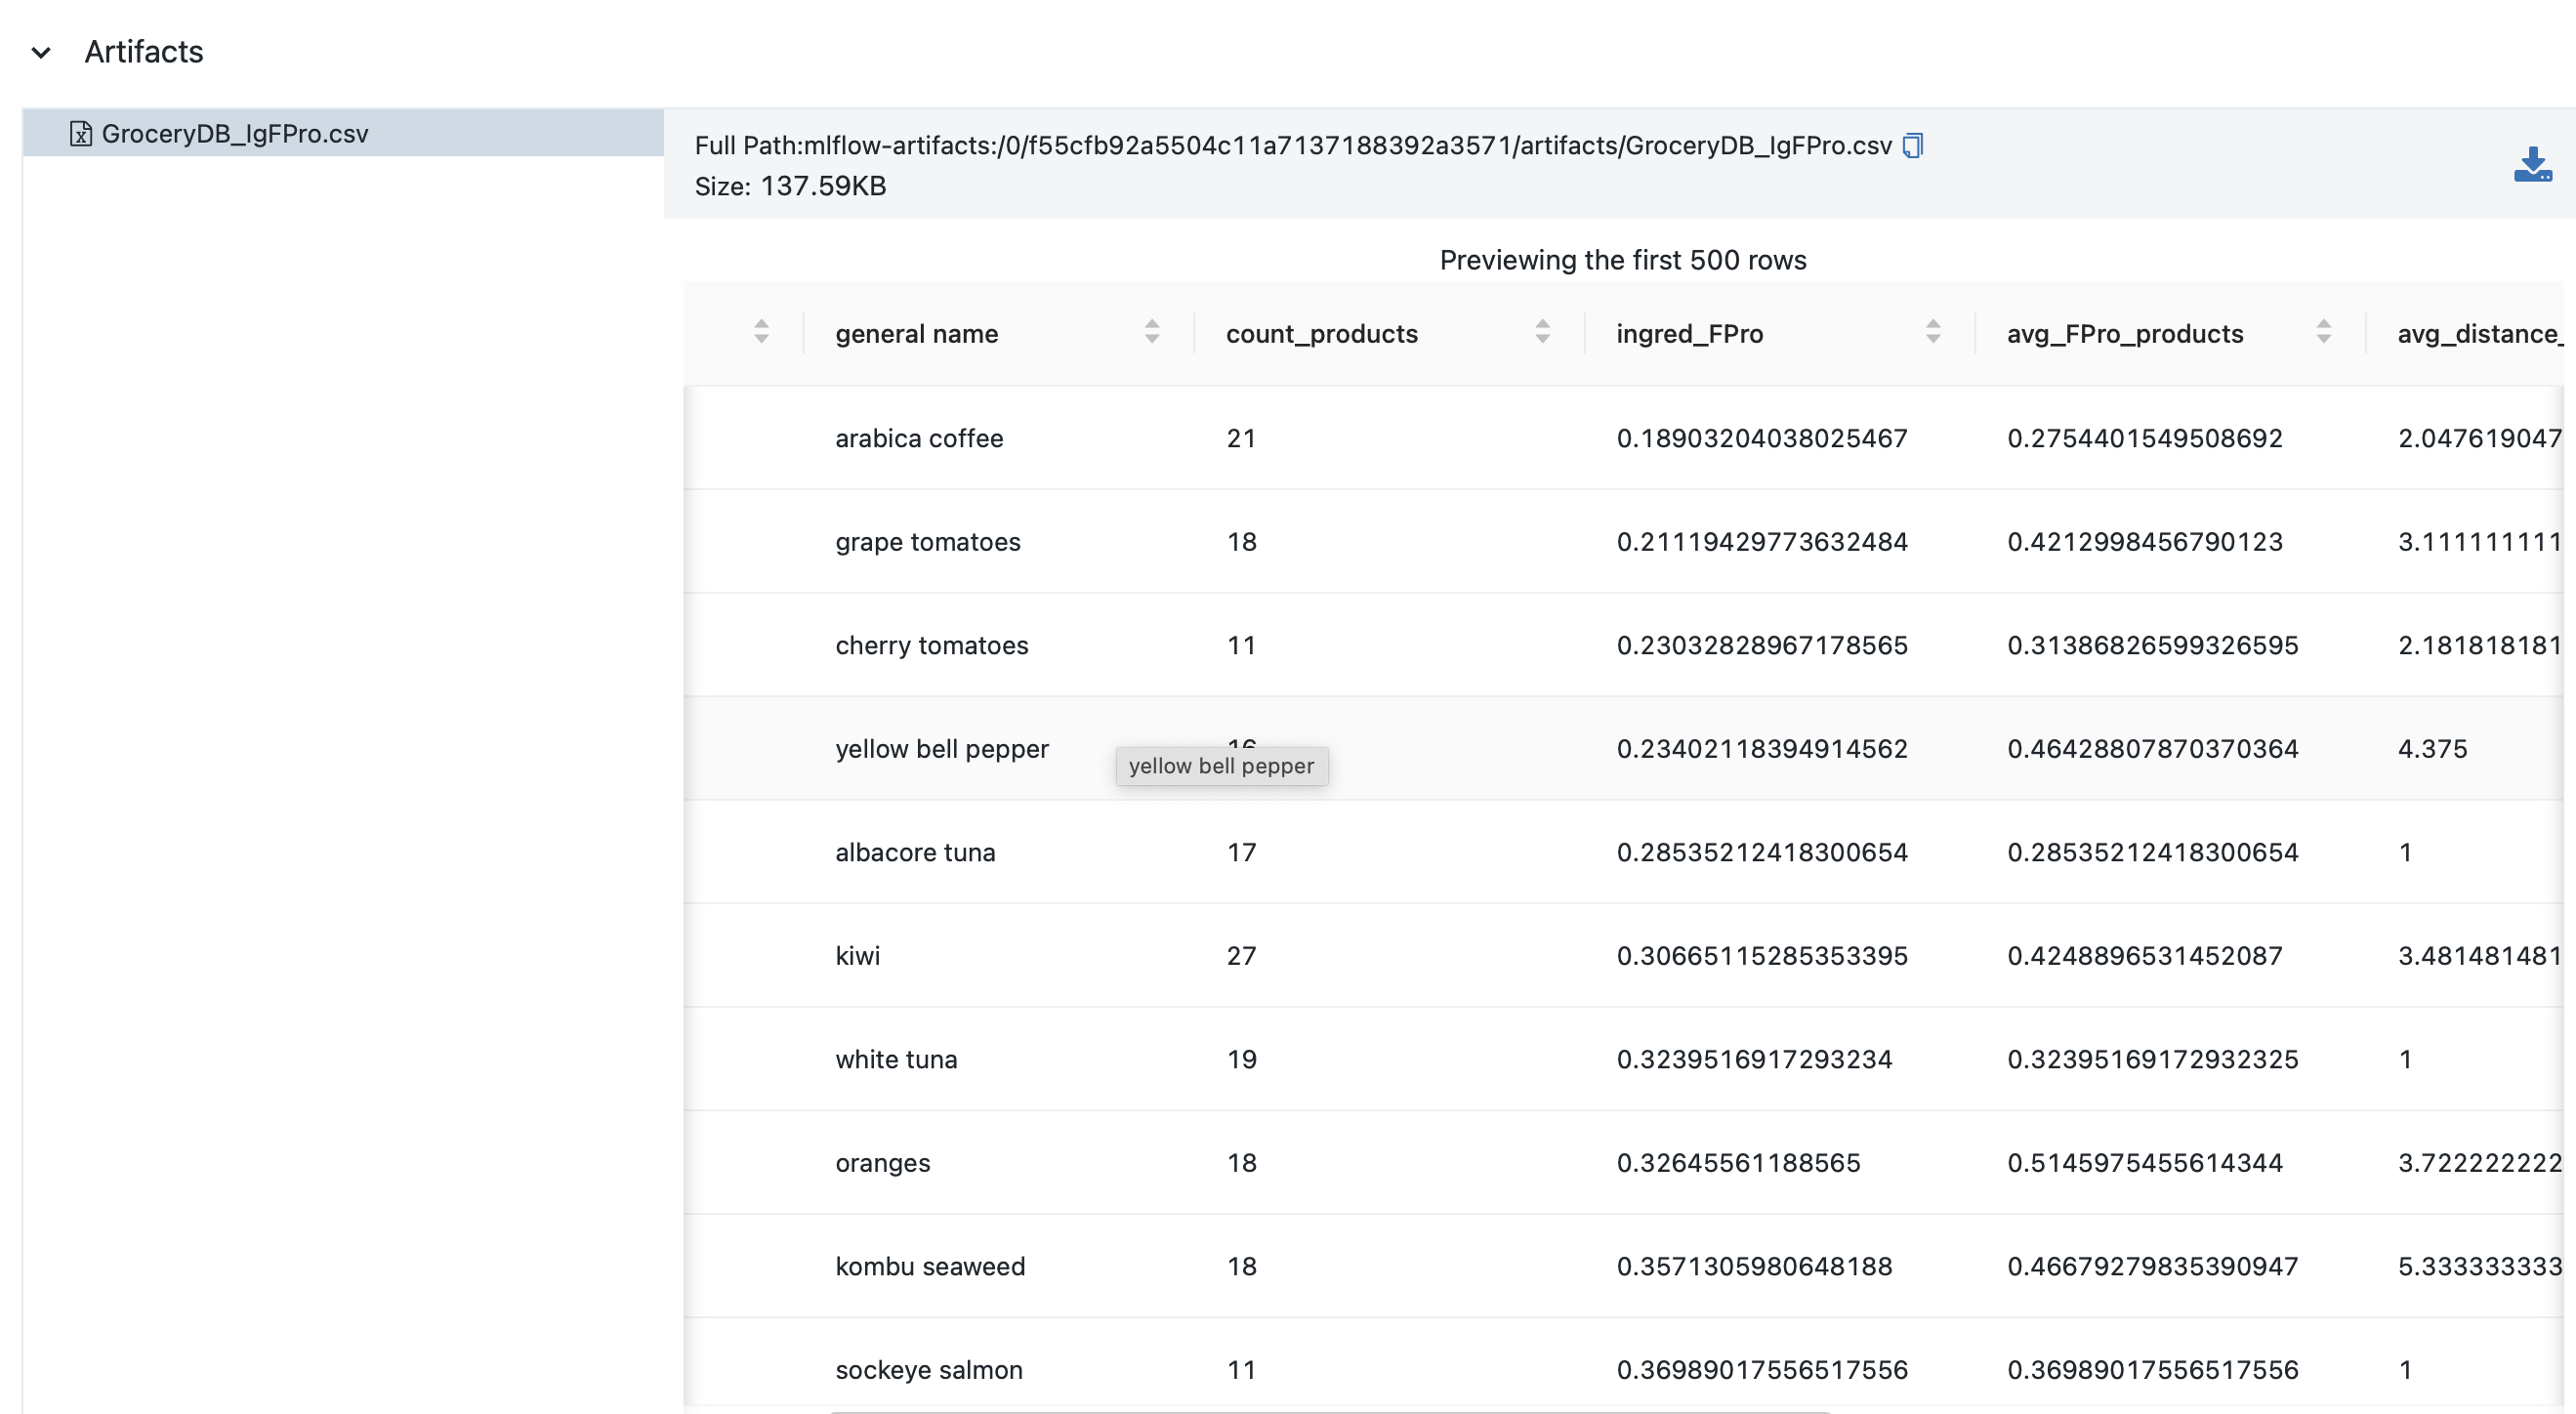 Artifacts
GroceryDB_IgFPro.csv
Full Path:mlflow-artifacts:/0/f55cfb92a5504c11a7137188392a3571/artifacts/GroceryDB_IgFPro.csv
Size: 137.59KB
Previewing the first 500 rows
general name count_products ingred_FPro avg_FPro_products avg_distance_
arabica coffee 21 0.18903204038025467 0.2754401549508692 2.047619047
grape tomatoes 18 0.21119429773632484 0.4212998456790123 3.111111111
cherry tomatoes 11 0.23032828967178565 0.31386826599326595 2.181818181
yellow bell pepper 16 0.23402118394914562 0.46428807870370364 4.375
yellow bell pepper
albacore tuna 17 0.28535212418300654 0.28535212418300654 1
kiwi 27 0.30665115285353395 0.4248896531452087 3.481481481
white tuna 19 0.3239516917293234 0.32395169172932325 1
oranges 18 0.32645561188565 0.5145975455614344 3.722222222
kombu seaweed 18 0.3571305980648188 0.46679279835390947 5.333333333
sockeye salmon 11 0.36989017556517556 0.36989017556517556 1